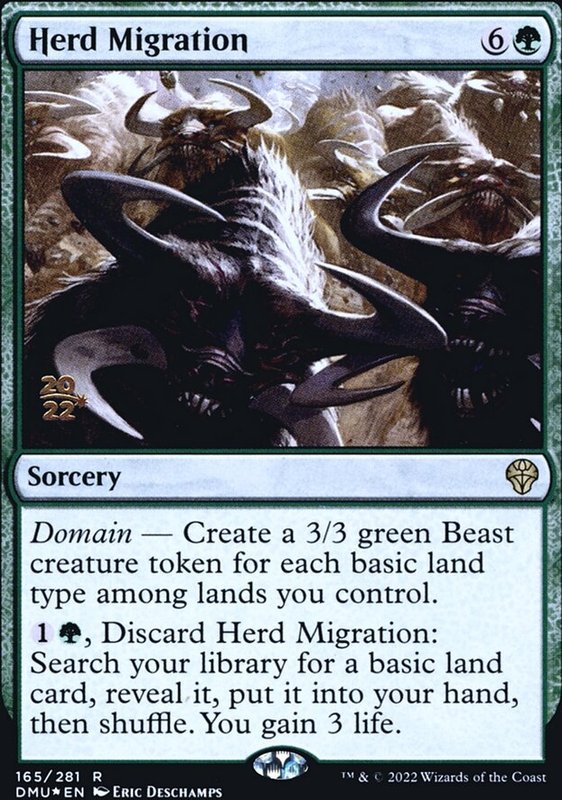 Herd Migration 6
20
22
Sorcery
Domain — Create a 3/3 green Beast
creature token for each basic land
type among lands you control.
1 , Discard Herd Migration:
Search your library for a basic land
card, reveal it, put it into your hand,
then shuffle. You gain 3 life.
165/281 R
DMU★EN Eric Deschamps
™ & © 2022 Wizards of the Coast